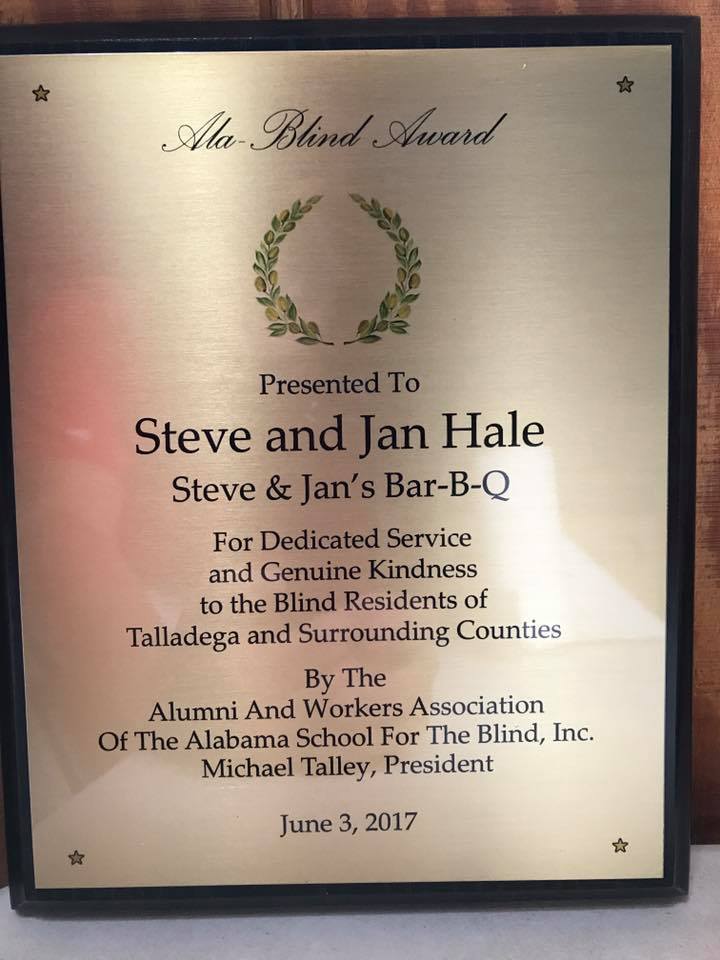 Ala-Blind Award
Presented To
Steve and Jan Hale
Steve & Jan's Bar-B-Q
For Dedicated Service
and Genuine Kindness
to the Blind Residents of
Talladega and Surrounding Counties
By The
Alumni And Workers Association
Of The Alabama School For The Blind, Inc.
Michael Talley, President
June 3, 2017